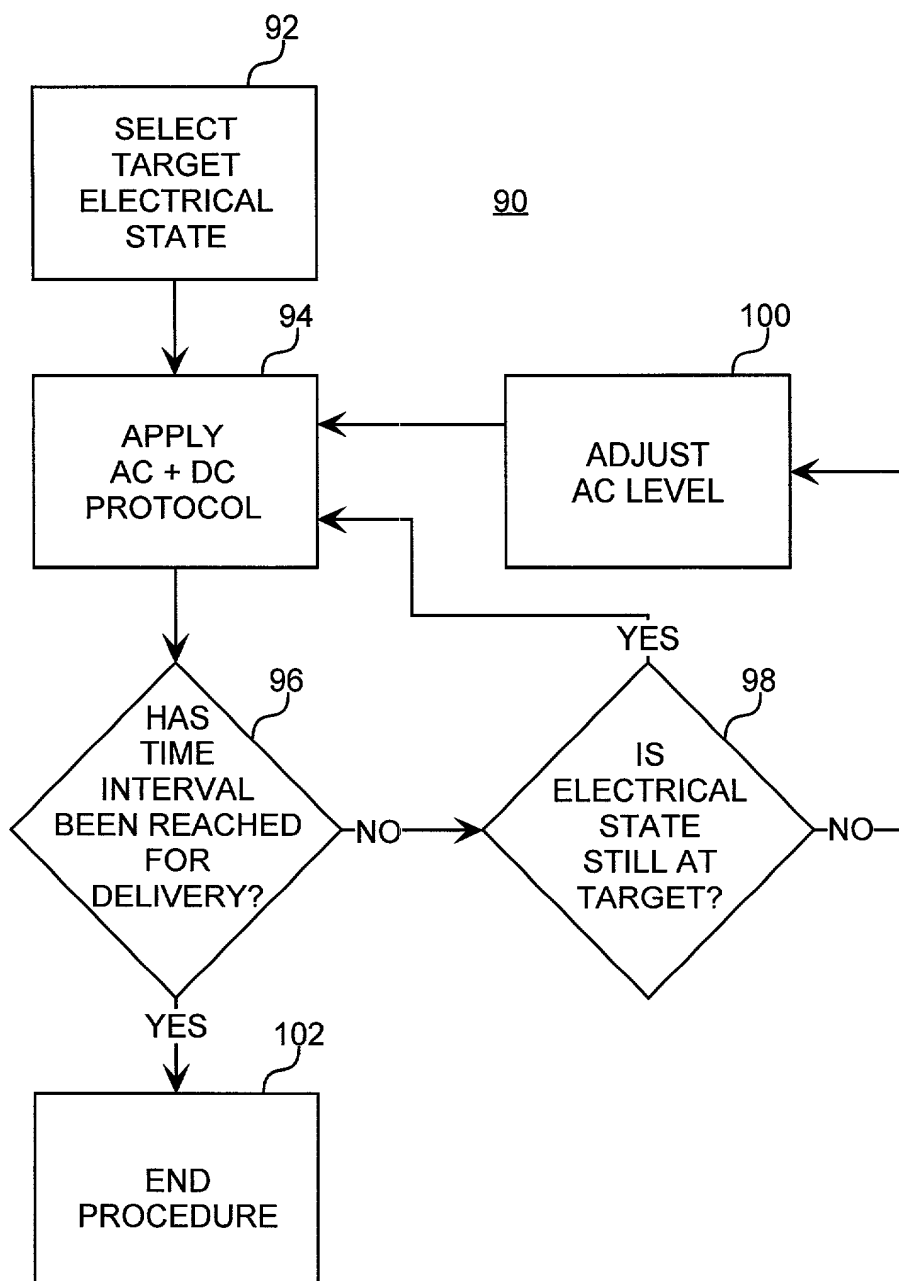 92
SELECT
TARGET
ELECTRICAL
STATE
90
94
APPLY
AC + DC
PROTOCOL
100
ADJUST
AC LEVEL
96
HAS
TIME
INTERVAL
BEEN REACHED
FOR
DELIVERY?
NO
YES
98
IS
ELECTRICAL
STATE
STILL AT
TARGET?
NO
YES
102
END
PROCEDURE